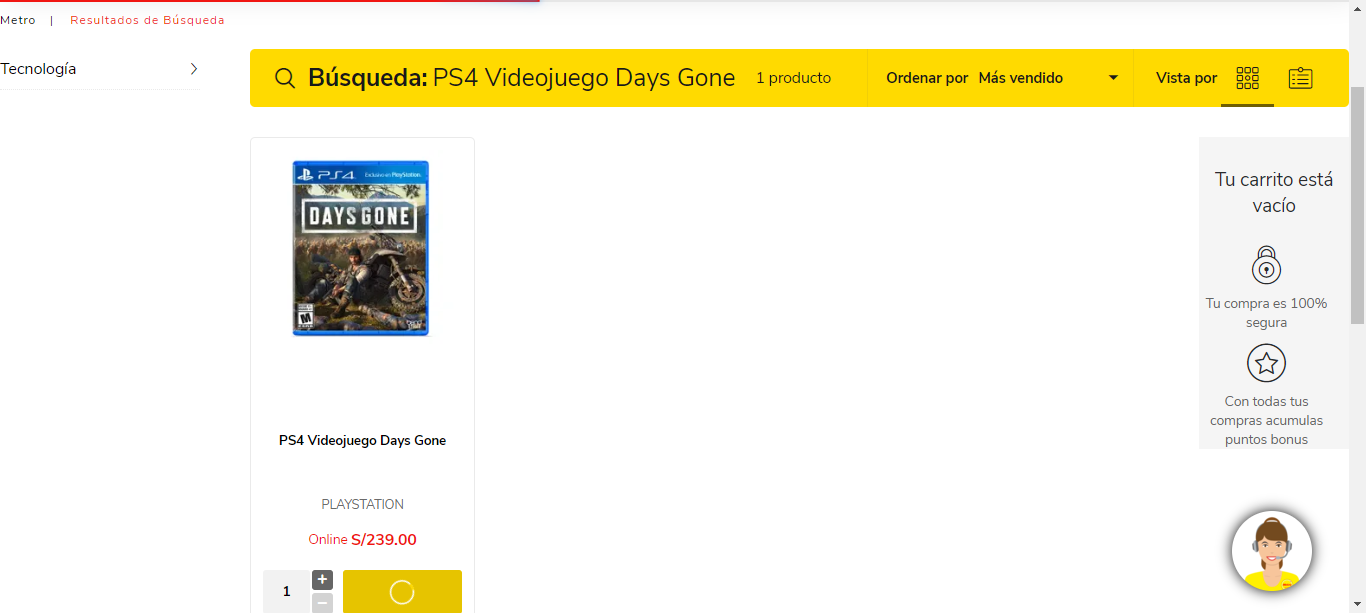 Metro | Resultados de Búsqueda
Tecnología
Búsqueda: PS4 Videojuego Days Gone 1 producto Ordenar por Más vendido Vista por
PS4 Exclusivo en PlayStation.
DAYS GONE
M
PS4 Videojuego Days Gone
PLAYSTATION
Online S/239.00
1 + −
Tu carrito está
vacío
Tu compra es 100%
segura
Con todas tus
compras acumulas
puntos bonus